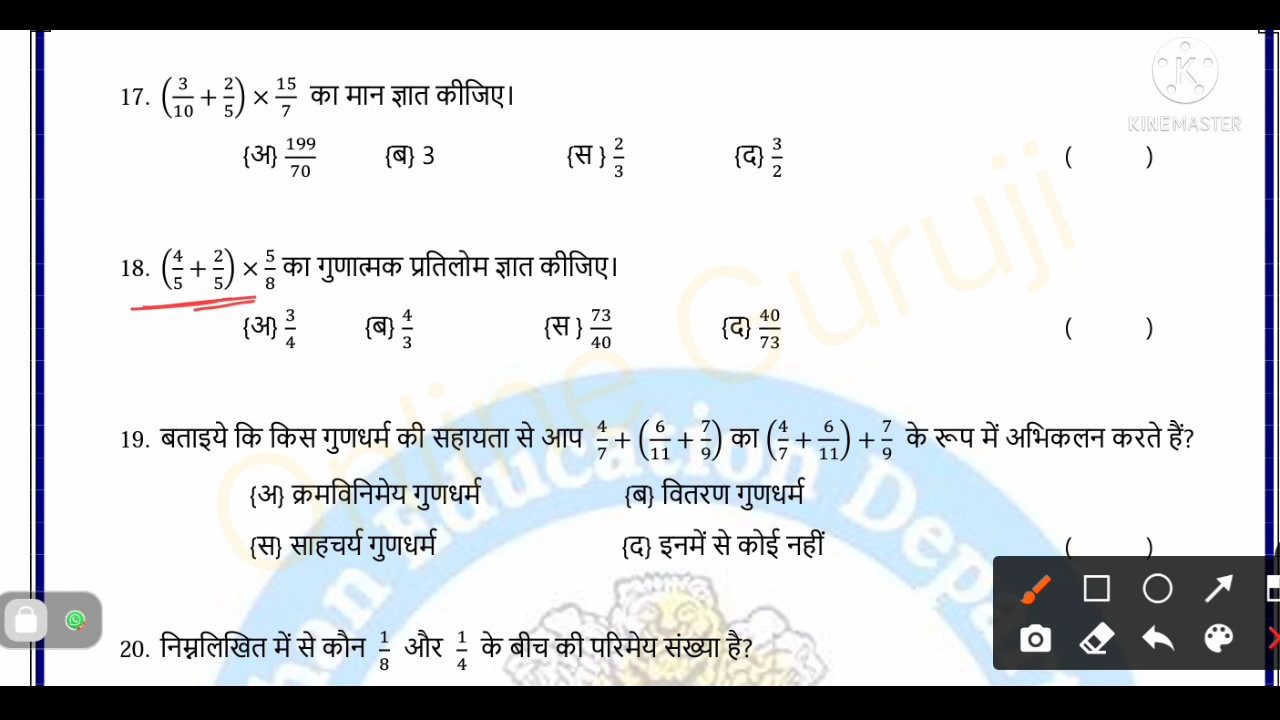 KINEMASTER
17. (3/10 + 2/5) × 15/7 का मान ज्ञात कीजिए।
{अ} 199/70 {ब} 3 {स } 2/3 {द} 3/2 ( )
18. (4/5 + 2/5) × 5/8 का गुणात्मक प्रतिलोम ज्ञात कीजिए।
{अ} 3/4 {ब} 4/3 {स } 73/40 {द} 40/73 ( )
19. बताइये कि किस गुणधर्म की सहायता से आप 4/7 + (6/11 + 7/9) का (4/7 + 6/11) + 7/9 के रूप में अभिकलन करते हैं?
{अ} क्रमविनिमेय गुणधर्म {ब} वितरण गुणधर्म
{स} साहचर्य गुणधर्म {द} इनमें से कोई नहीं ( )
20. निम्नलिखित में से कौन 1/8 और 1/4 के बीच की परिमेय संख्या है?
Online Guruji
Education